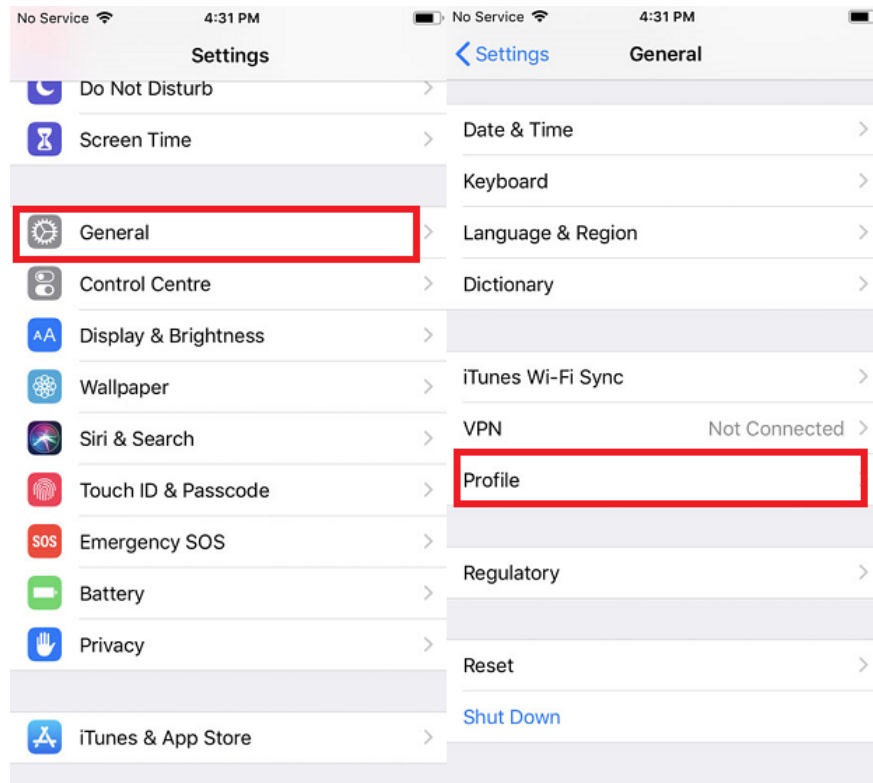 No Service
4:31 PM
Settings
Do Not Disturb
Screen Time
General
Control Centre
AA
Display & Brightness
Wallpaper
Siri & Search
Touch ID & Passcode
SOS
Emergency SOS
Battery
Privacy
iTunes & App Store
No Service
4:31 PM
Settings
General
Date & Time
Keyboard
Language & Region
Dictionary
iTunes Wi-Fi Sync
VPN Not Connected
Profile
Regulatory
Reset
Shut Down